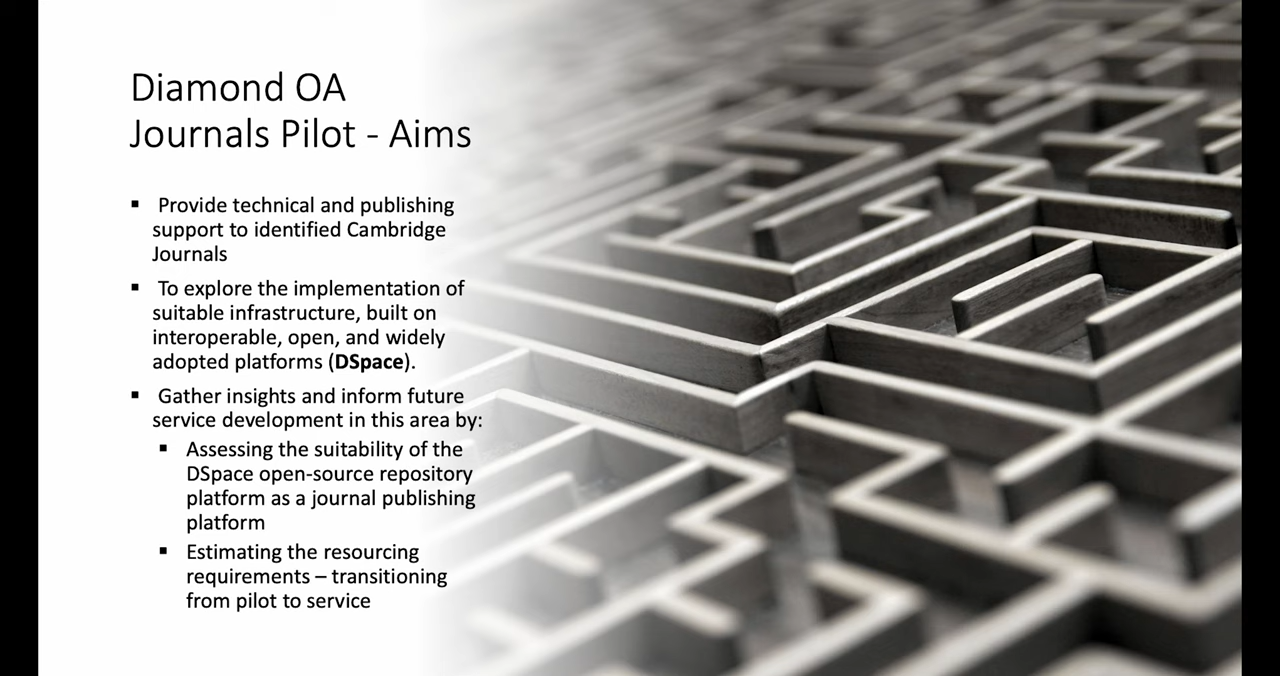 Diamond OA
Journals Pilot - Aims
▪ Provide technical and publishing
support to identified Cambridge
Journals
▪ To explore the implementation of
suitable infrastructure, built on
interoperable, open, and widely
adopted platforms (DSpace).
▪ Gather insights and inform future
service development in this area by:
▪ Assessing the suitability of the
DSpace open-source repository
platform as a journal publishing
platform
▪ Estimating the resourcing
requirements – transitioning
from pilot to service